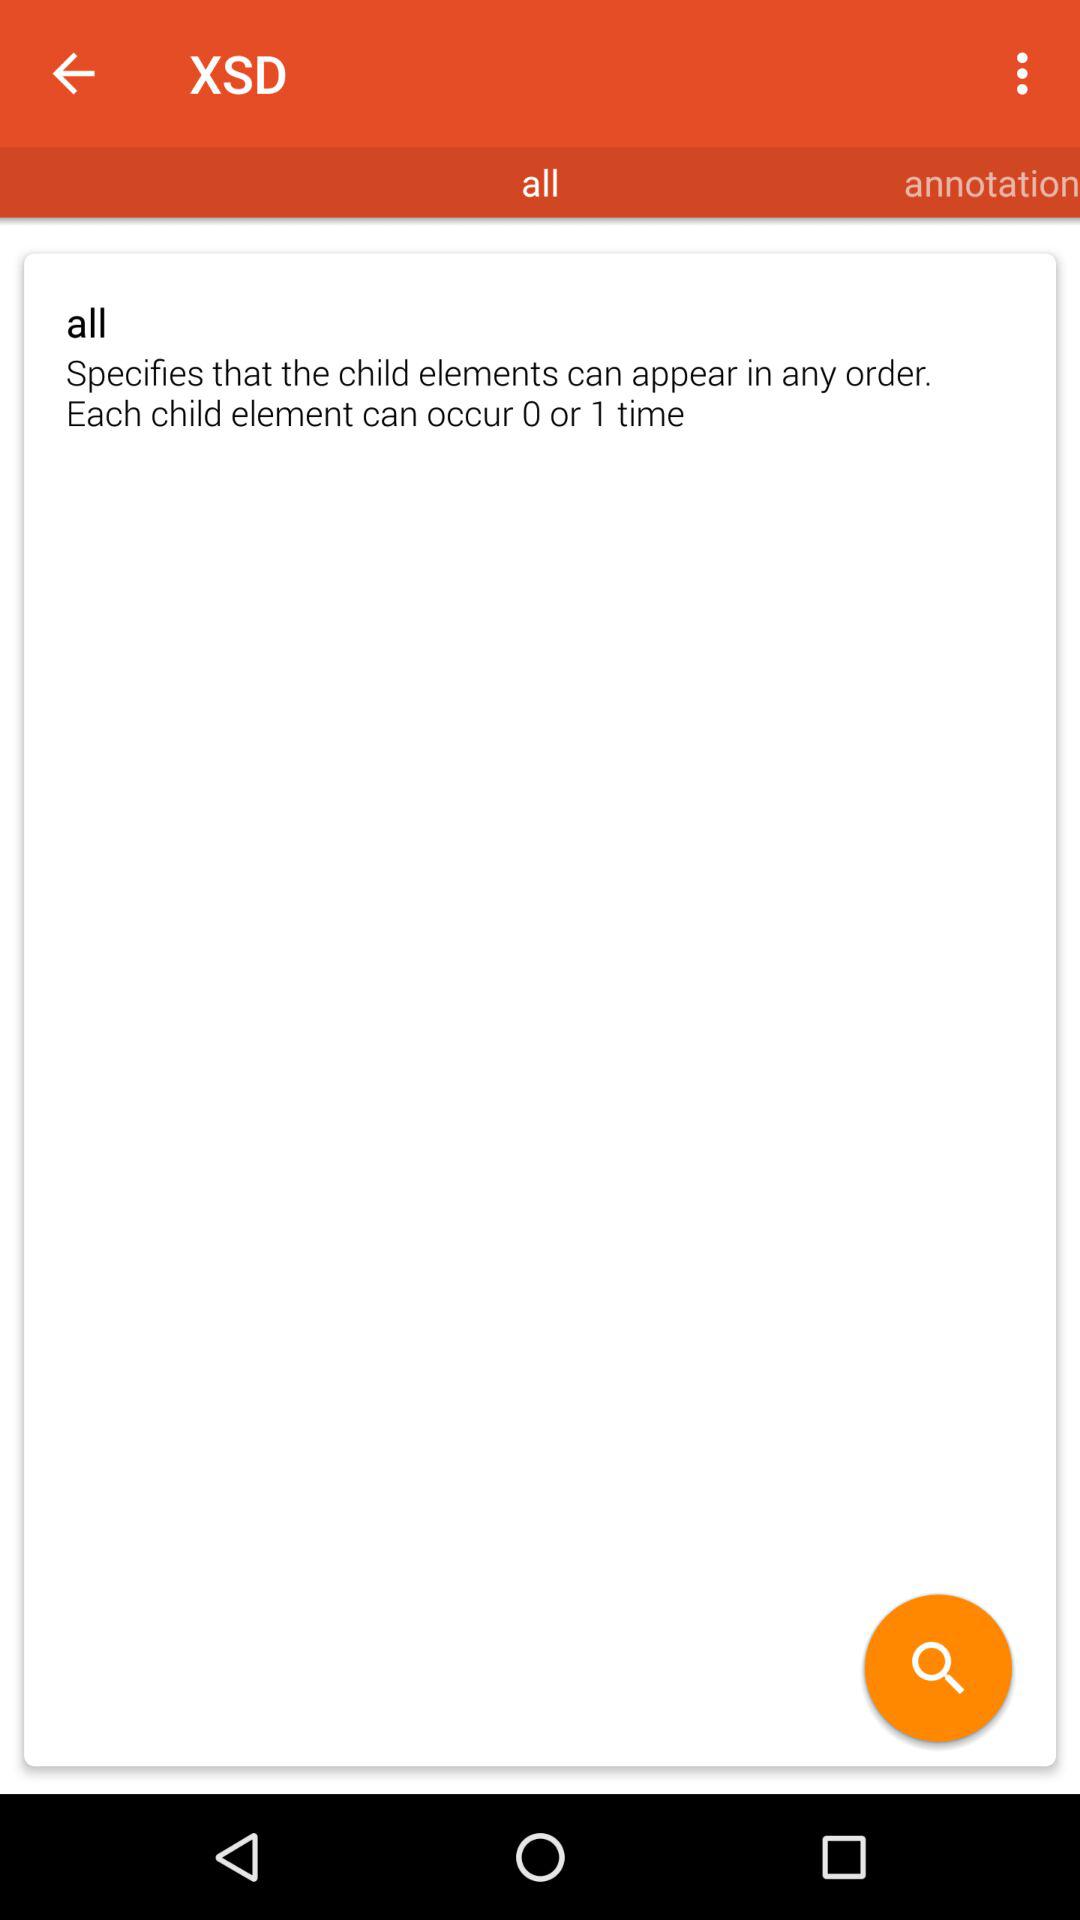 XSD
all annotation
all
Specifies that the child elements can appear in any order.
Each child element can occur 0 or 1 time